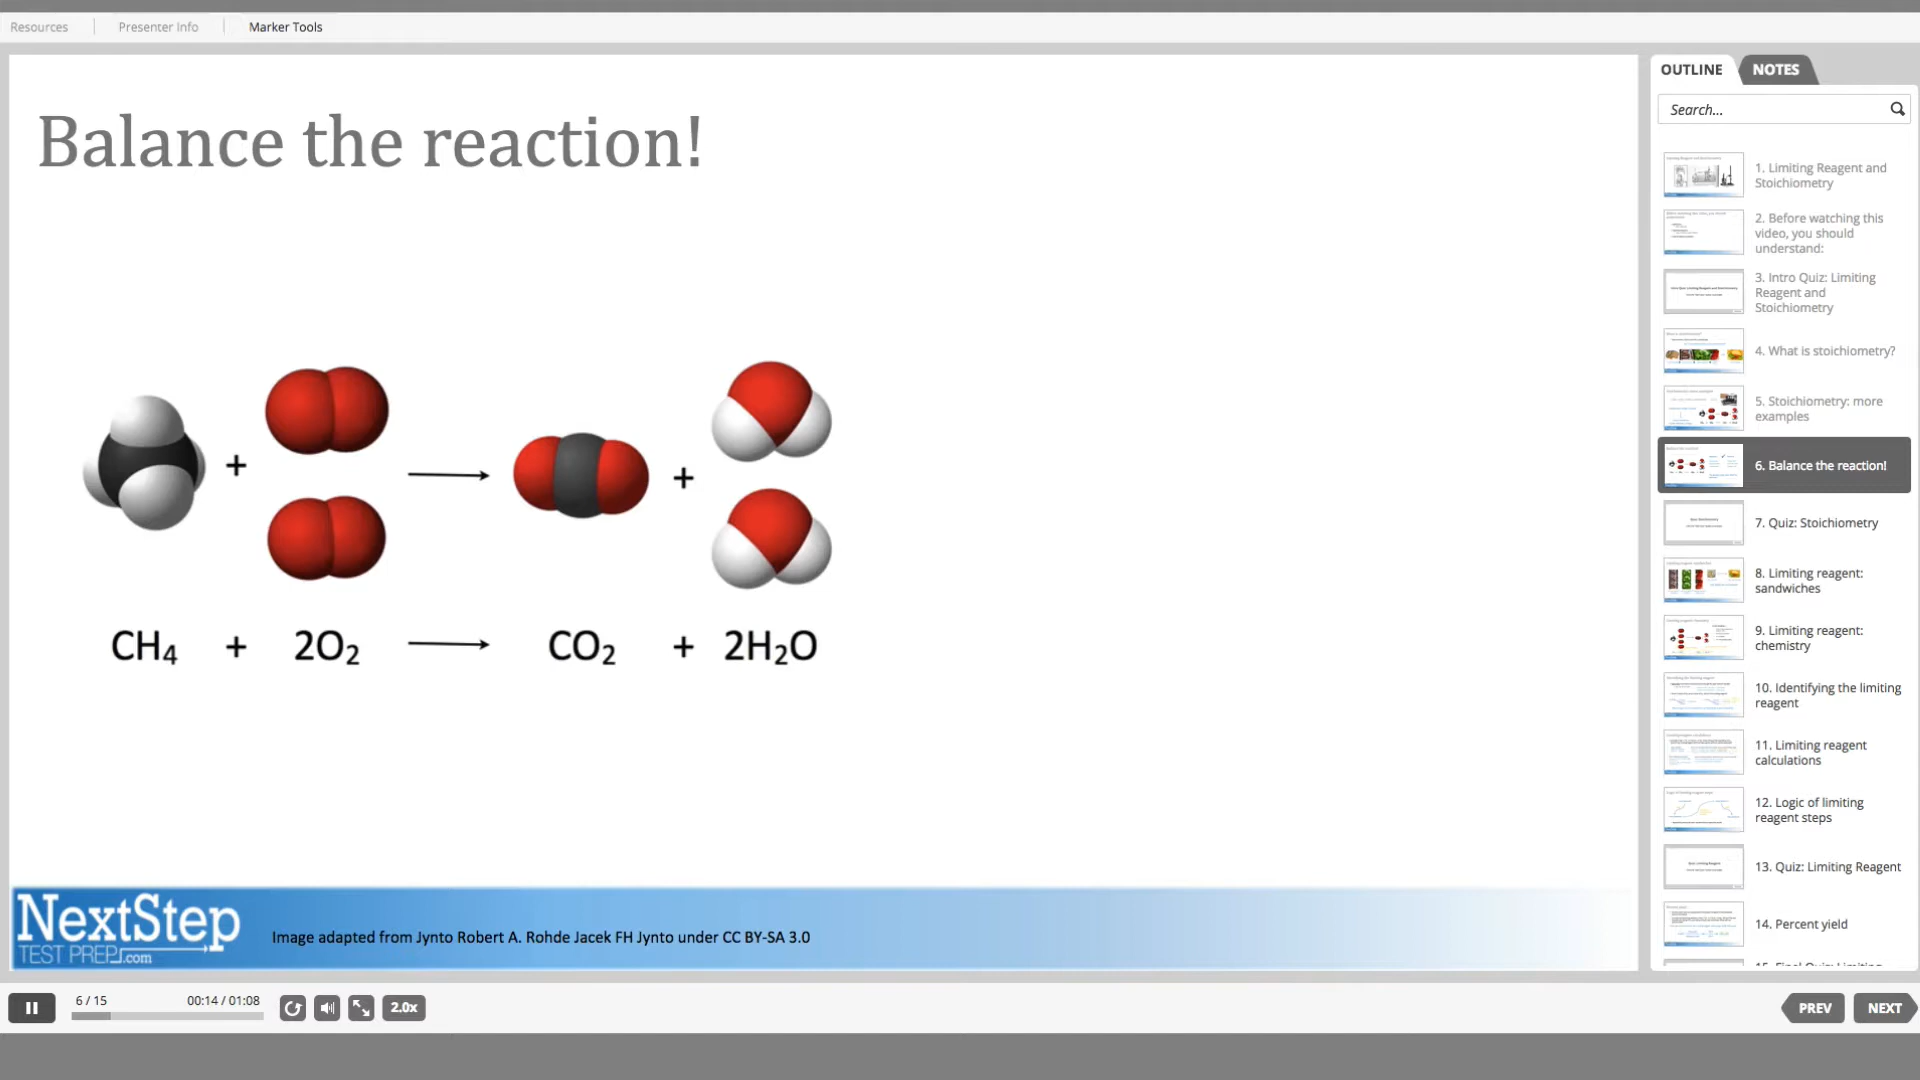 Resources
Presenter Info
Marker Tools
Balance the reaction!
+
+
CH₄ + 2O₂ ⟶ CO₂ + 2H₂O
NextStep
TEST PREP.com
Image adapted from Jynto Robert A. Rohde Jacek FH Jynto under CC BY-SA 3.0
6 / 15
00:14 / 01:08
2.0x
PREV
NEXT
OUTLINE
NOTES
Search...
1. Limiting Reagent and
Stoichiometry
2. Before watching this
video, you should
understand:
3. Intro Quiz: Limiting
Reagent and
Stoichiometry
4. What is stoichiometry?
5. Stoichiometry: more
examples
6. Balance the reaction!
7. Quiz: Stoichiometry
8. Limiting reagent:
sandwiches
9. Limiting reagent:
chemistry
10. Identifying the limiting
reagent
11. Limiting reagent
calculations
12. Logic of limiting
reagent steps
13. Quiz: Limiting Reagent
14. Percent yield